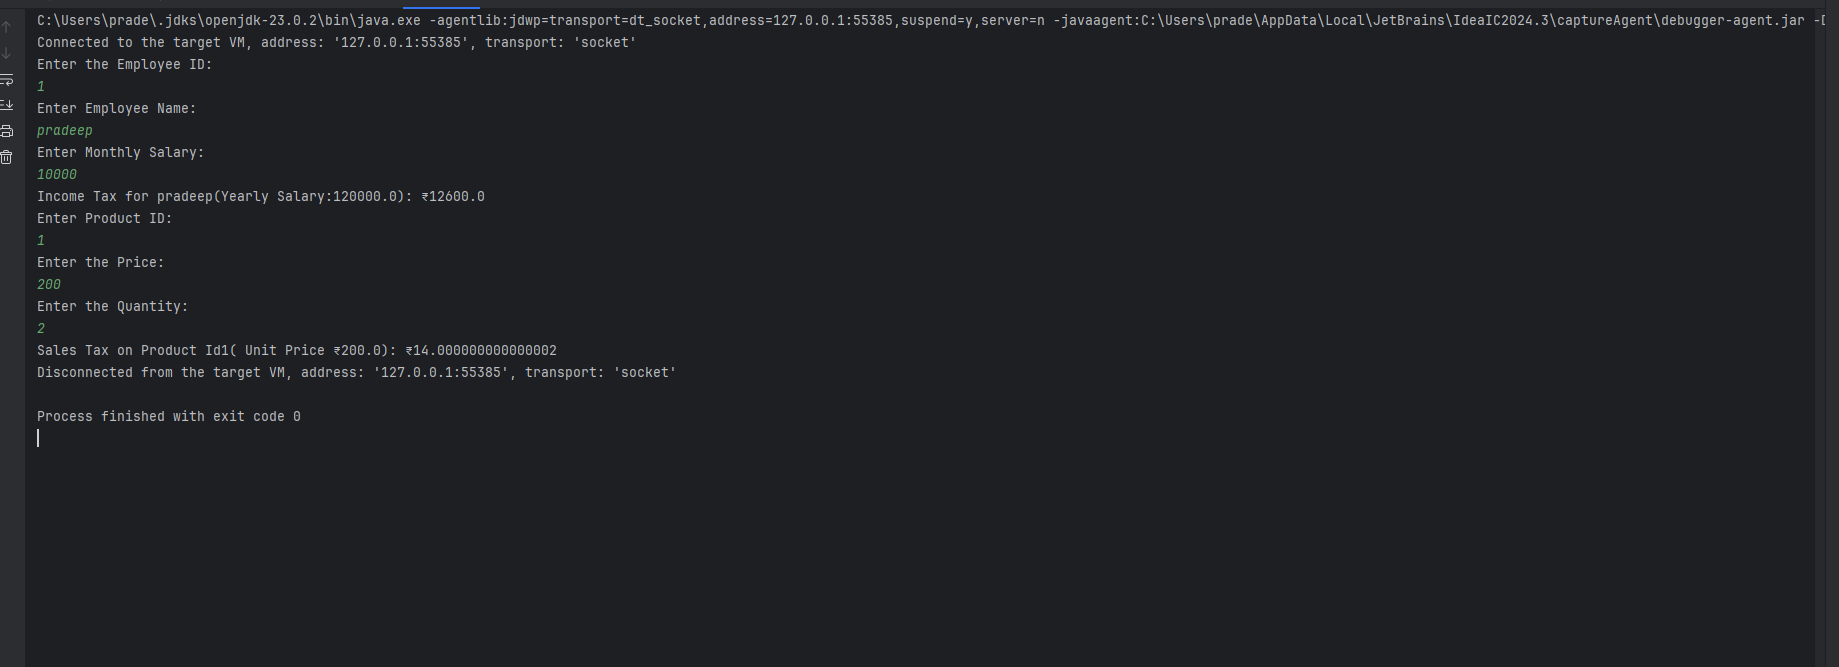 C:\Users\prade\.jdks\openjdk-23.0.2\bin\java.exe -agentlib:jdwp=transport=dt_socket,address=127.0.0.1:55385,suspend=y,server=n -javaagent:C:\Users\prade\AppData\Local\JetBrains\IdeaIC2024.3\captureAgent\debugger-agent.jar -D
Connected to the target VM, address: '127.0.0.1:55385', transport: 'socket'
Enter the Employee ID:
1
Enter Employee Name:
pradeep
Enter Monthly Salary:
10000
Income Tax for pradeep(Yearly Salary:120000.0): ₹12600.0
Enter Product ID:
1
Enter the Price:
200
Enter the Quantity:
2
Sales Tax on Product Id1( Unit Price ₹200.0): ₹14.000000000000002
Disconnected from the target VM, address: '127.0.0.1:55385', transport: 'socket'
Process finished with exit code 0